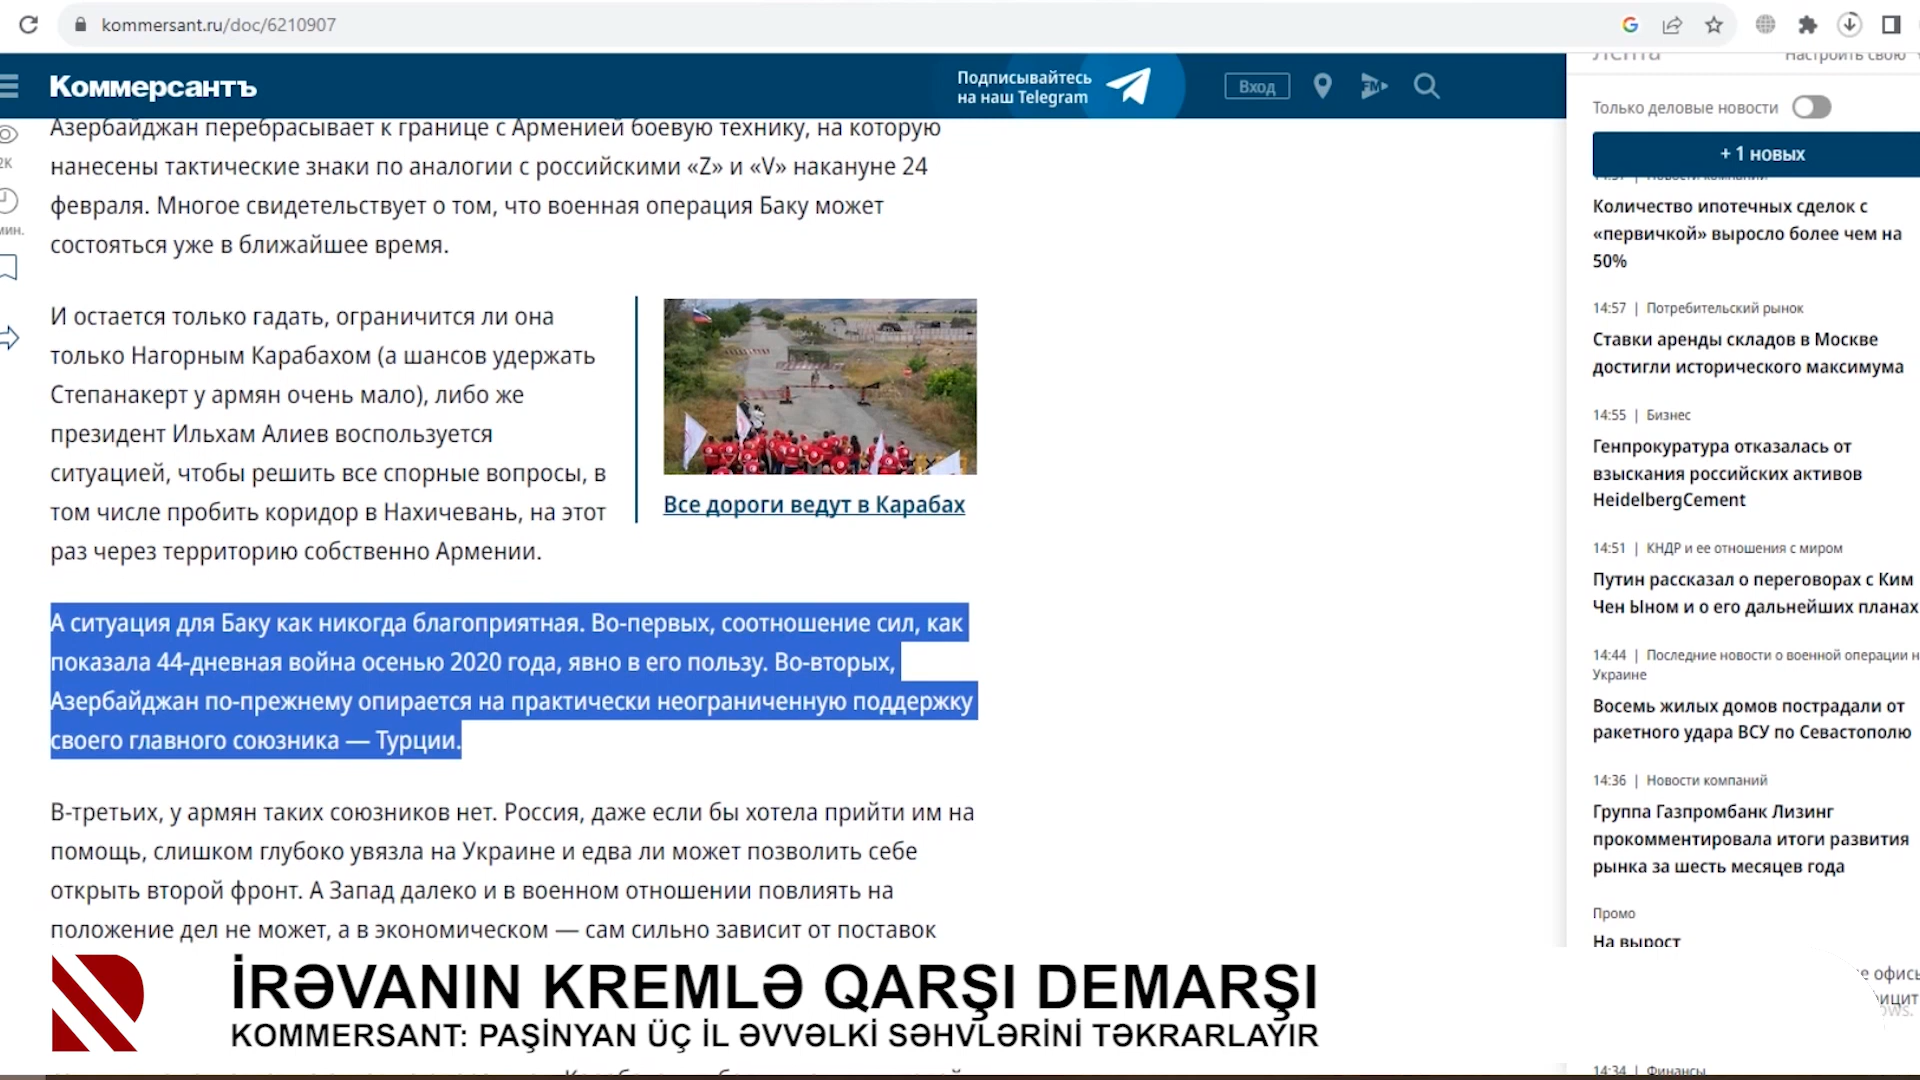 kommersant.ru/doc/6210907
Коммерсантъ
Подписывайтесь
на наш Telegram
Вход
FM
Настроить свою
Только деловые новости
+ 1 новых
Азербайджан перебрасывает к границе с Арменией боевую технику, на которую
нанесены тактические знаки по аналогии с российскими «Z» и «V» накануне 24
февраля. Многое свидетельствует о том, что военная операция Баку может
состояться уже в ближайшее время.
И остается только гадать, ограничится ли она
только Нагорным Карабахом (а шансов удержать
Степанакерт у армян очень мало), либо же
президент Ильхам Алиев воспользуется
ситуацией, чтобы решить все спорные вопросы, в
том числе пробить коридор в Нахичевань, на этот
раз через территорию собственно Армении.
Все дороги ведут в Карабах
А ситуация для Баку как никогда благоприятная. Во-первых, соотношение сил, как
показала 44-дневная война осенью 2020 года, явно в его пользу. Во-вторых,
Азербайджан по-прежнему опирается на практически неограниченную поддержку
своего главного союзника — Турции.
В-третьих, у армян таких союзников нет. Россия, даже если бы хотела прийти им на
помощь, слишком глубоко увязла на Украине и едва ли может позволить себе
открыть второй фронт. А Запад далеко и в военном отношении повлиять на
положение дел не может, а в экономическом — сам сильно зависит от поставок
Количество ипотечных сделок с
«первичкой» выросло более чем на
50%
14:57 | Потребительский рынок
Ставки аренды складов в Москве
достигли исторического максимума
14:55 | Бизнес
Генпрокуратура отказалась от
взыскания российских активов
HeidelbergCement
14:51 | КНДР и ее отношения с миром
Путин рассказал о переговорах с Ким
Чен Ыном и о его дальнейших планах
14:44 | Последние новости о военной операции н
Украине
Восемь жилых домов пострадали от
ракетного удара ВСУ по Севастополю
14:36 | Новости компаний
Группа Газпромбанк Лизинг
прокомментировала итоги развития
рынка за шесть месяцев года
Промо
На вырост
14:34 | Финансы
İRƏVANIN KREMLƏ QARŞI DEMARŞI
KOMMERSANT: PAŞİNYAN ÜÇ İL ƏVVƏLKİ SƏHVLƏRİNİ TƏKRARLAYIR